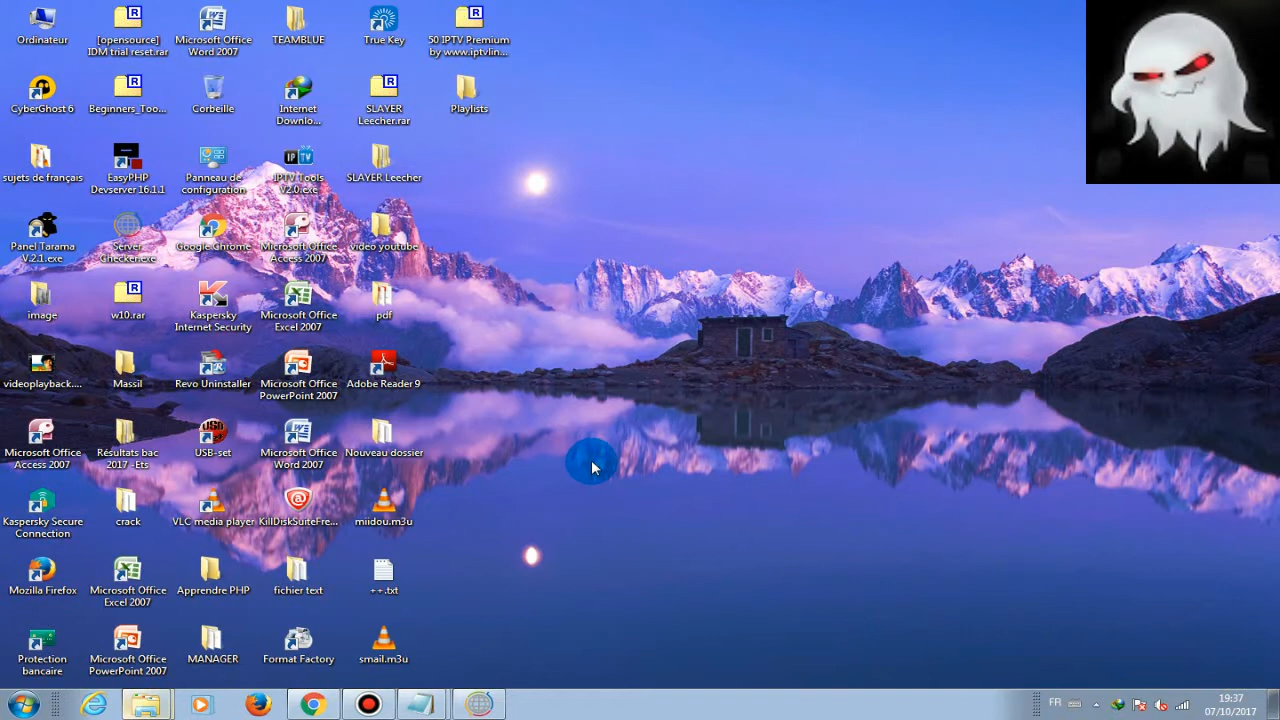 Ordinateur
[opensource]
IDM trial reset.rar
Microsoft Office
Word 2007
TEAMBLUE
True Key
50 IPTV Premium
by www.iptvlin...
CyberGhost 6
Beginners_Too...
Corbeille
Internet
Downlo...
SLAYER
Leecher.rar
Playlists
sujets de français
EasyPHP
Devserver 16.1.1
Panneau de
configuration
IPTV Tools
V2.0.exe
SLAYER Leecher
Panel Tarama
V.2.1.exe
Server
Checker.exe
Google Chrome
Microsoft Office
Access 2007
video youtube
image
w10.rar
Kaspersky
Internet Security
Microsoft Office
Excel 2007
pdf
videoplayback....
Massil
Revo Uninstaller
Microsoft Office
PowerPoint 2007
Adobe Reader 9
Microsoft Office
Access 2007
Résultats bac
2017 -Ets
USB-set
Microsoft Office
Word 2007
Nouveau dossier
Kaspersky Secure
Connection
crack
VLC media player
KillDiskSuiteFre...
miidou.m3u
Mozilla Firefox
Microsoft Office
Excel 2007
Apprendre PHP
fichier text
++.txt
Protection
bancaire
Microsoft Office
PowerPoint 2007
MANAGER
Format Factory
smail.m3u
FR
19:37
07/10/2017